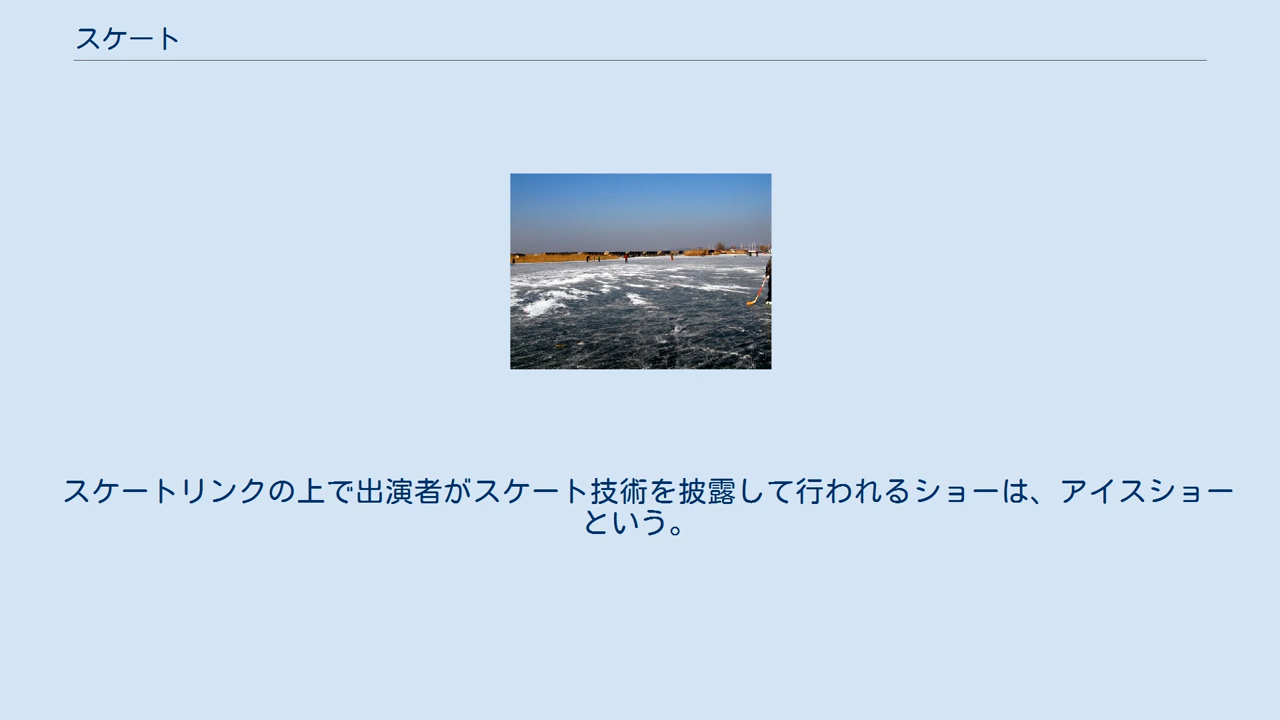 スケート
スケートリンクの上で出演者がスケート技術を披露して行われるショーは、アイスショー
という。